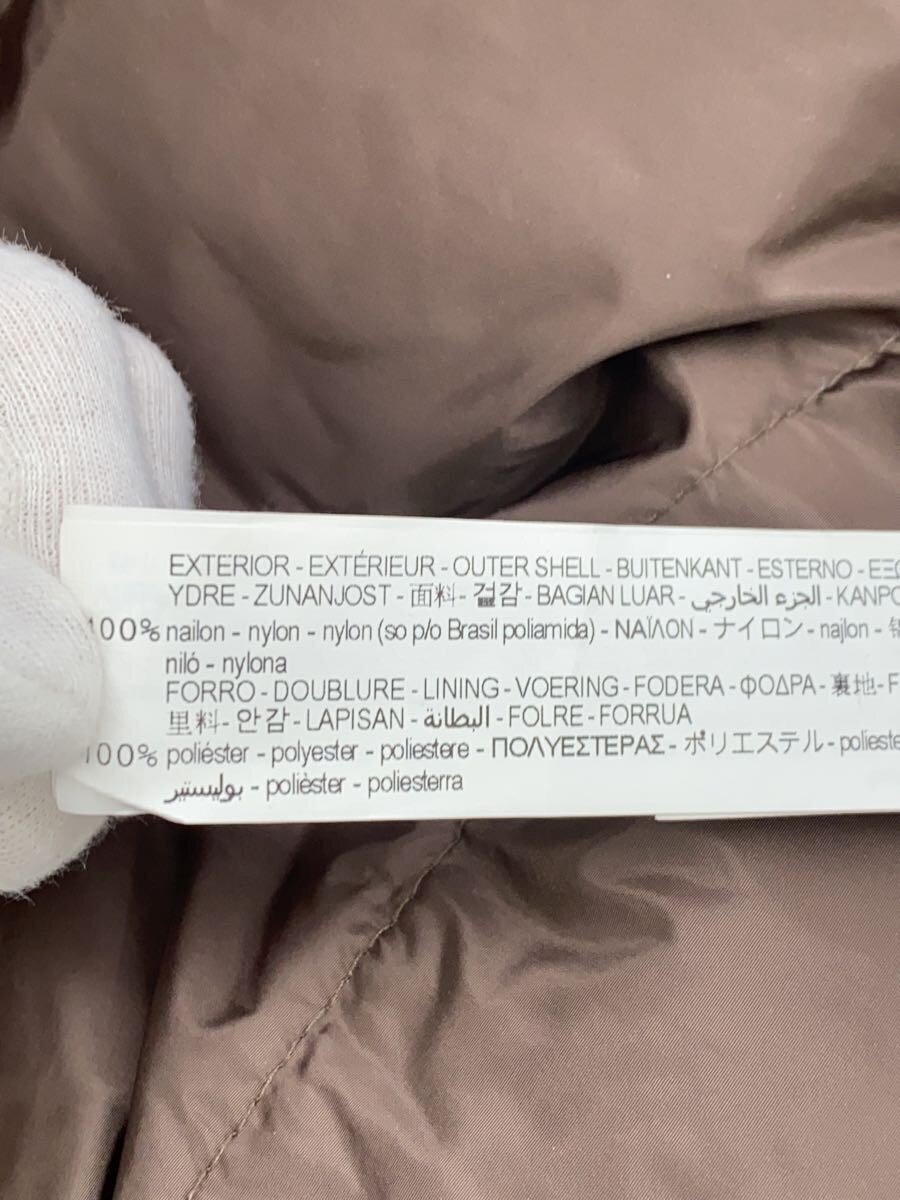 EXTERIOR - EXTÉRIEUR - OUTER SHELL - BUITENKANT - ESTERNO -
YDRE - ZUNANJOST - 面料 - 겉감 - BAGIAN LUAR - الجزء الخارجي -
100% nailon - nylon - nylon (so p/o Brasil poliamida) - ΝΑΪΛΟΝ - ナイロン - najlon -
niló - nylona
FORRO - DOUBLURE - LINING - VOERING - FODERA - ΦΟΔΡΑ - 裏地 -
里料 - 안감 - LAPISAN - البطانة - FOLRE - FORRUA
100% poliéster - polyester - poliestere - ΠΟΛΥΕΣΤΕΡΑΣ - ポリエステル -
بوليستير - polièster - poliesterra